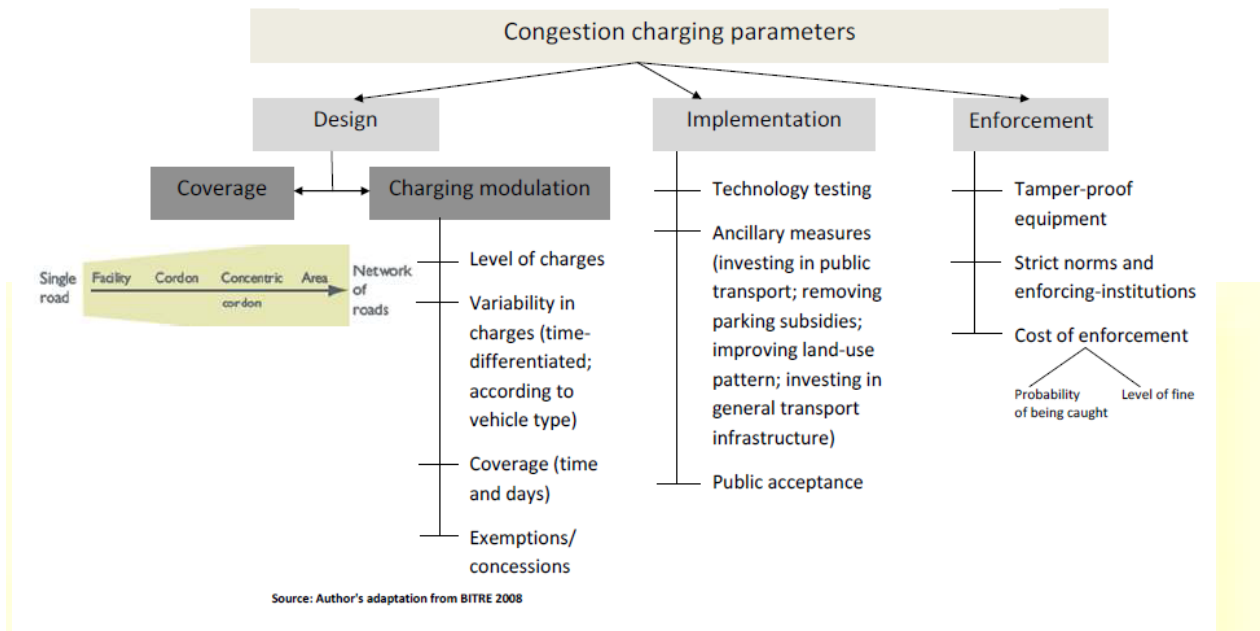 Congestion charging parameters
Design
Implementation
Enforcement
Coverage
Charging modulation
Single
road
Facility
Cordon
Concentric
cordon
Area
Network
of
roads
Level of charges
Variability in
charges (time-
differentiated;
according to
vehicle type)
Coverage (time
and days)
Exemptions/
concessions
Technology testing
Ancillary measures
(investing in public
transport; removing
parking subsidies;
improving land-use
pattern; investing in
general transport
infrastructure)
Public acceptance
Tamper-proof
equipment
Strict norms and
enforcing-institutions
Cost of enforcement
Probability
of being caught
Level of fine
Source: Author's adaptation from BITRE 2008